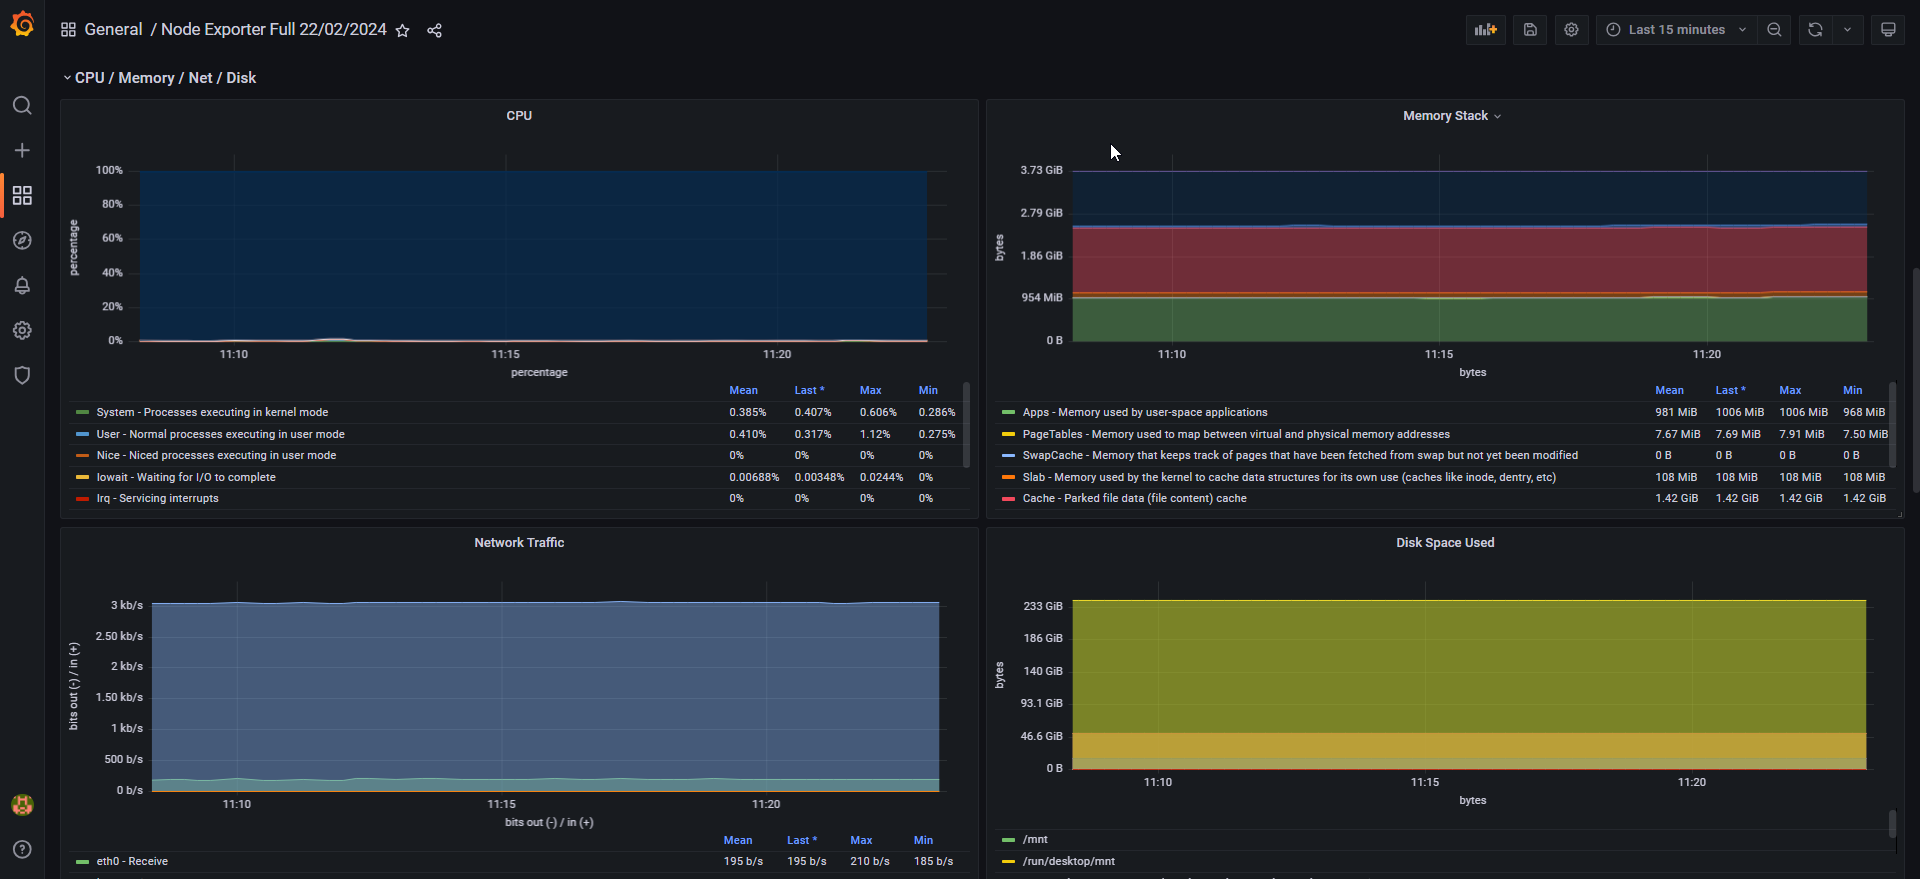 General / Node Exporter Full 22/02/2024
Last 15 minutes
CPU / Memory / Net / Disk
CPU
100%
80%
60%
40%
20%
0%
percentage
11:10 11:15 11:20
percentage
Mean Last * Max Min
System - Processes executing in kernel mode 0.385% 0.407% 0.606% 0.286%
User - Normal processes executing in user mode 0.410% 0.317% 1.12% 0.275%
Nice - Niced processes executing in user mode 0% 0% 0% 0%
Iowait - Waiting for I/O to complete 0.00688% 0.00348% 0.0244% 0%
Irq - Servicing interrupts 0% 0% 0% 0%
Memory Stack
3.73 GiB
2.79 GiB
1.86 GiB
954 MiB
0 B
bytes
11:10 11:15 11:20
bytes
Mean Last * Max Min
Apps - Memory used by user-space applications 981 MiB 1006 MiB 1006 MiB 968 MiB
PageTables - Memory used to map between virtual and physical memory addresses 7.67 MiB 7.69 MiB 7.91 MiB 7.50 MiB
SwapCache - Memory that keeps track of pages that have been fetched from swap but not yet been modified 0 B 0 B 0 B 0 B
Slab - Memory used by the kernel to cache data structures for its own use (caches like inode, dentry, etc) 108 MiB 108 MiB 108 MiB 108 MiB
Cache - Parked file data (file content) cache 1.42 GiB 1.42 GiB 1.42 GiB 1.42 GiB
Network Traffic
3 kb/s
2.50 kb/s
2 kb/s
1.50 kb/s
1 kb/s
500 b/s
0 b/s
bits out (-) / in (+)
11:10 11:15 11:20
bits out (-) / in (+)
Mean Last * Max Min
eth0 - Receive 195 b/s 195 b/s 210 b/s 185 b/s
Disk Space Used
233 GiB
186 GiB
140 GiB
93.1 GiB
46.6 GiB
0 B
bytes
11:10 11:15 11:20
bytes
/mnt
/run/desktop/mnt